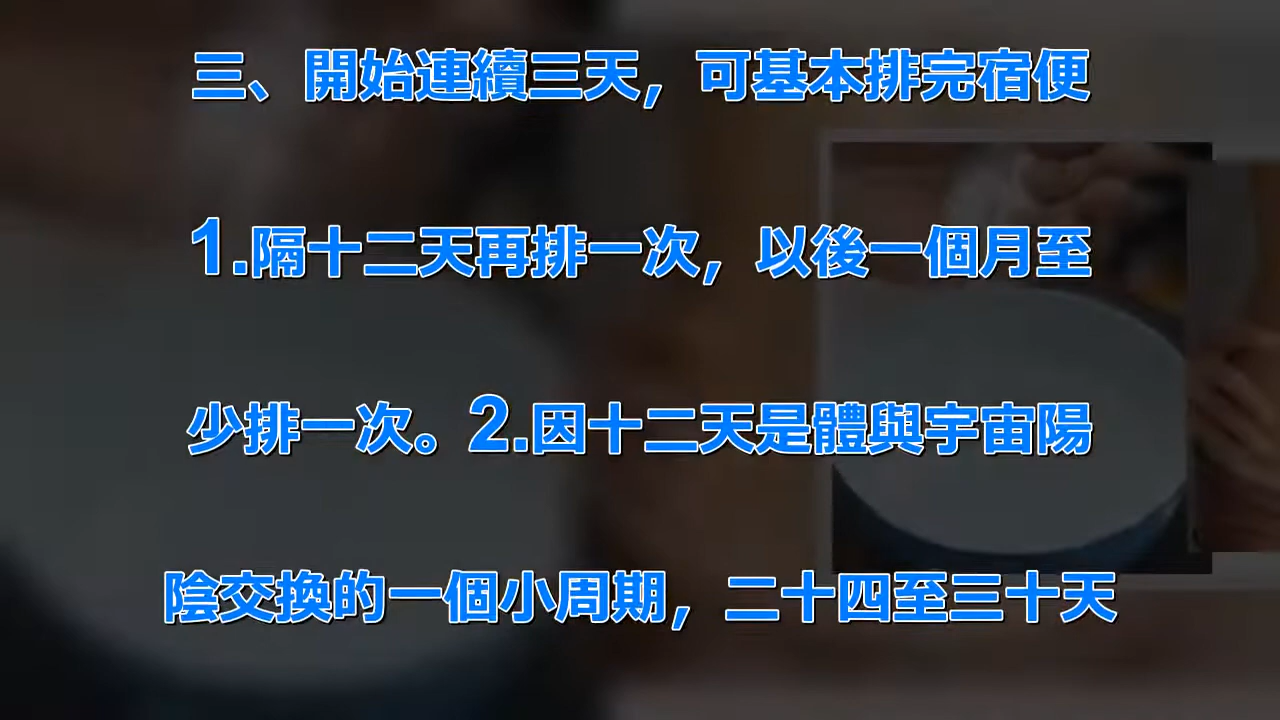 三、開始連續三天，可基本排完宿便
1.隔十二天再排一次，以後一個月至
少排一次。2.因十二天是體與宇宙陽
陰交換的一個小周期，二十四至三十天